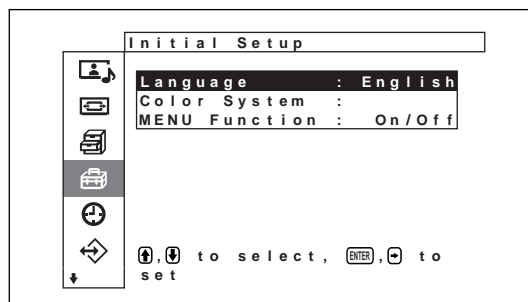 Initial Setup
Language : English
Color System :
MENU Function : On/Off
, to select, ENTER, to
set